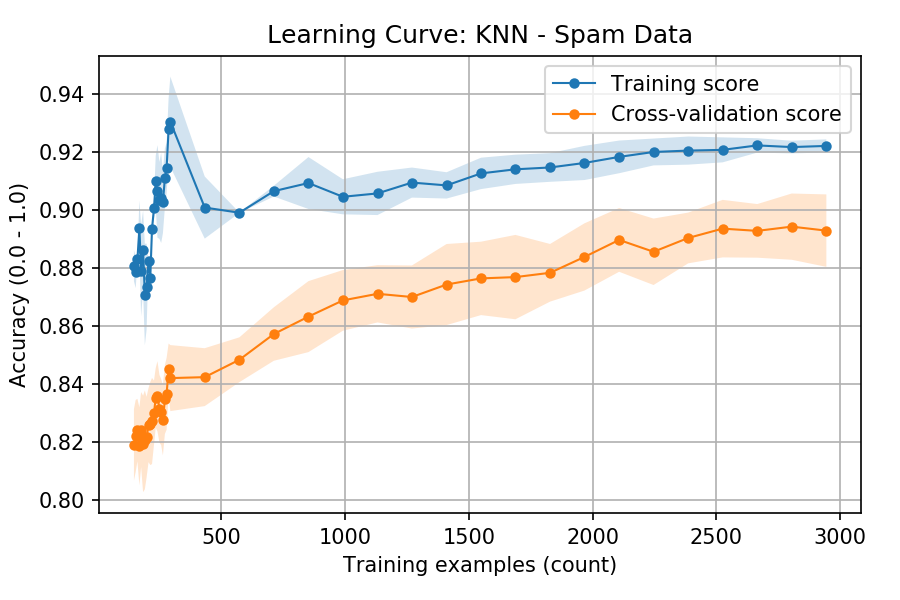 Learning Curve: KNN - Spam Data
Training score
Cross-validation score
Accuracy (0.0 - 1.0)
0.94
0.92
0.90
0.88
0.86
0.84
0.82
0.80
500 1000 1500 2000 2500 3000
Training examples (count)